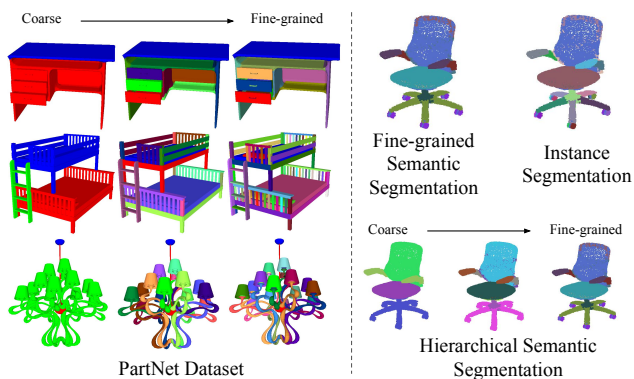 Coarse
Fine-grained
PartNet Dataset
Fine-grained
Semantic
Segmentation
Instance
Segmentation
Coarse
Fine-grained
Hierarchical Semantic
Segmentation